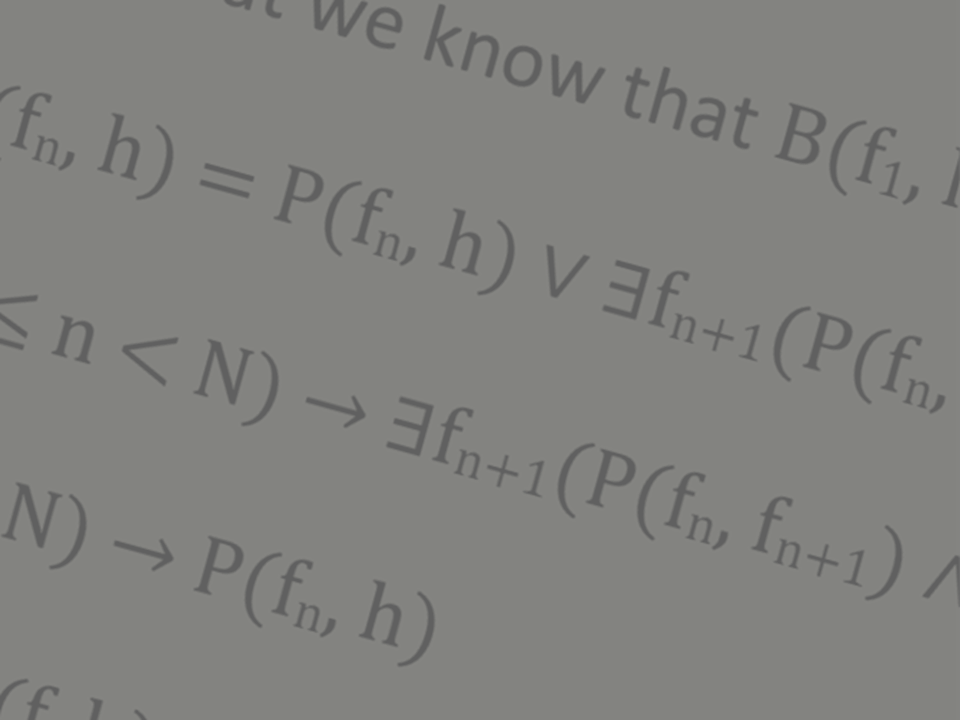 we know that B(f₁,
(fₙ, h) = P(fₙ, h) ∨ ∃fₙ₊₁(P(fₙ,
≤ n < N) → ∃fₙ₊₁(P(fₙ, fₙ₊₁) ∧
N) → P(fₙ, h)